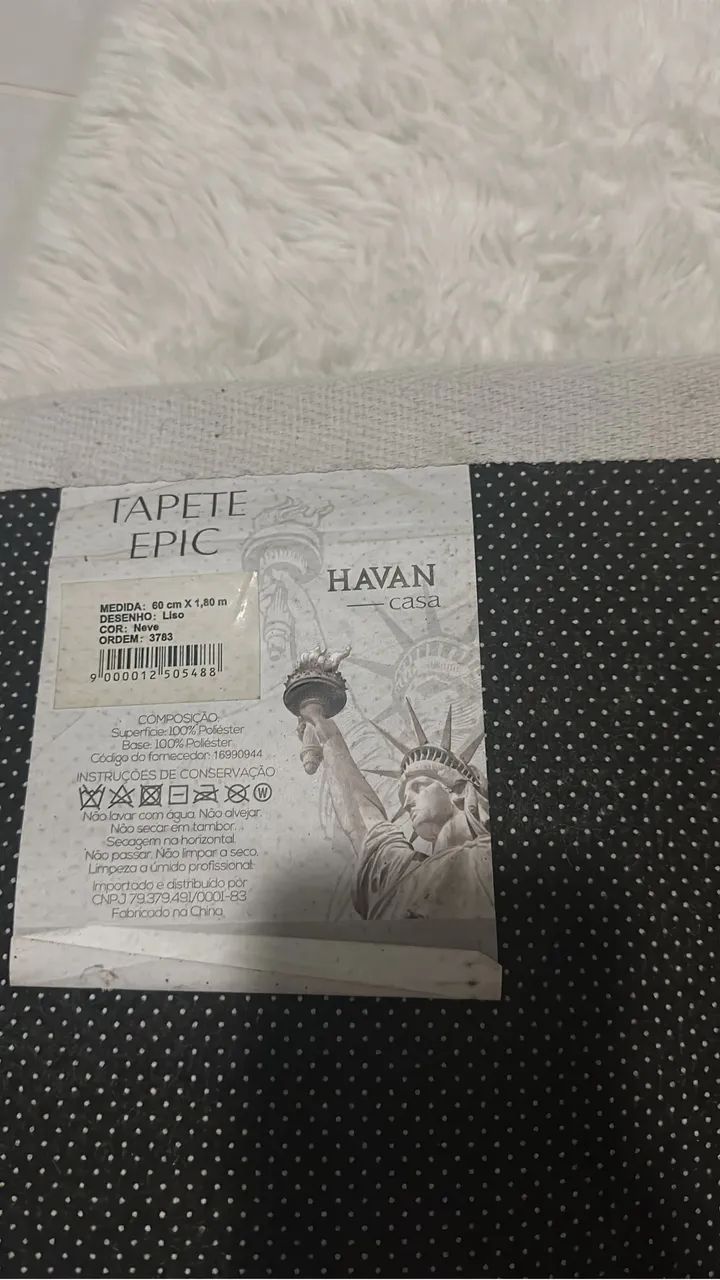 TAPETE
EPIC
HAVAN
casa
MEDIDA: 60 cm X 1,80 m
DESENHO: Liso
COR: Neve
ORDEM: 3783
9 000012 505488
COMPOSIÇÃO:
Superfície: 100% Poliéster
Base: 100% Poliéster
Código do fornecedor: 16990944
INSTRUÇÕES DE CONSERVAÇÃO
W
Não lavar com água. Não alvejar.
Não secar em tambor.
Secagem na horizontal.
Não passar. Não limpar a seco.
Limpeza a úmido profissional.
Importado e distribuído por
CNPJ 79.379.491/0001-83
Fabricado na China